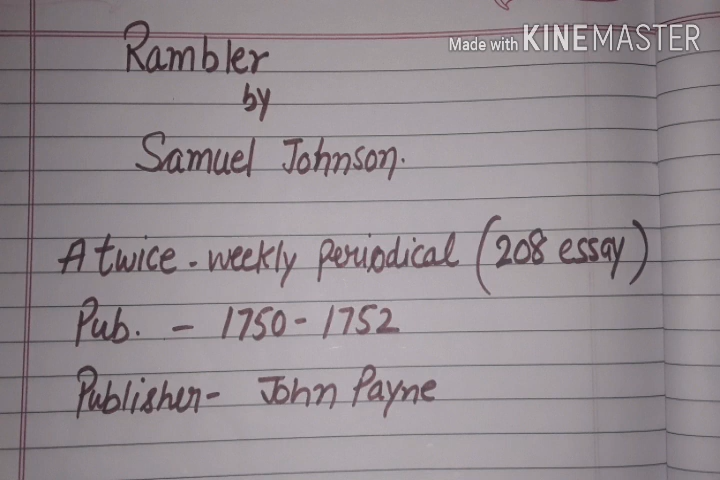 Made with KINEMASTER
Rambler
by
Samuel Johnson.
A twice - weekly periodical (208 essay)
Pub. - 1750 - 1752
Publisher - John Payne